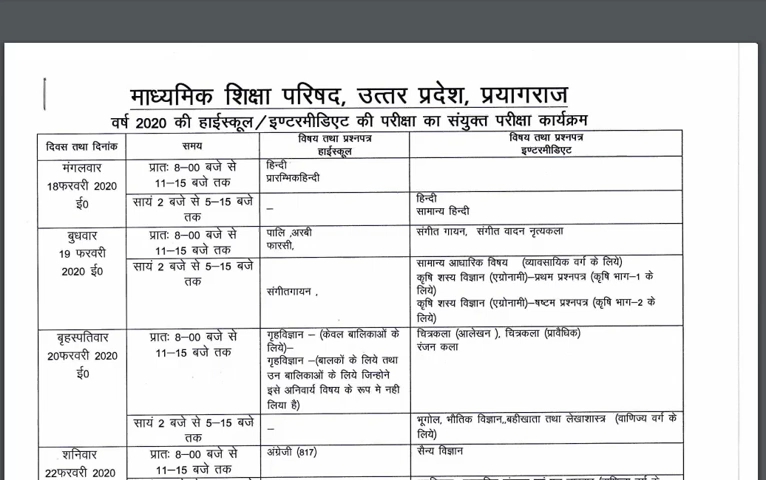 माध्यमिक शिक्षा परिषद, उत्तर प्रदेश, प्रयागराज
वर्ष 2020 की हाईस्कूल/इण्टरमीडिएट की परीक्षा का संयुक्त परीक्षा कार्यक्रम
दिवस तथा दिनांक समय विषय तथा प्रश्नपत्र हाईस्कूल विषय तथा प्रश्नपत्र इण्टरमीडिएट
मंगलवार
18फरवरी 2020
ई0
प्रातः 8–00 बजे से
11–15 बजे तक
हिन्दी
प्रारम्भिकहिन्दी
सायं 2 बजे से 5–15 बजे
तक
–
हिन्दी
सामान्य हिन्दी
बुधवार
19 फरवरी
2020 ई0
प्रातः 8–00 बजे से
11–15 बजे तक
पालि ,अरबी
फारसी,
संगीत गायन, संगीत वादन नृत्यकला
सायं 2 बजे से 5–15 बजे
तक
संगीतगायन ,
सामान्य आधारिक विषय (व्यावसायिक वर्ग के लिये)
कृषि शस्य विज्ञान (एग्रोनामी)–प्रथम प्रश्नपत्र (कृषि भाग–1 के
लिये)
कृषि शस्य विज्ञान (एग्रोनामी)–षष्टम प्रश्नपत्र (कृषि भाग–2 के
लिये)
बृहस्पतिवार
20फरवरी 2020
ई0
प्रातः 8–00 बजे से
11–15 बजे तक
गृहविज्ञान – (केवल बालिकाओं के
लिये)–
गृहविज्ञान –(बालकों के लिये तथा
उन बालिकाओं के लिये जिन्होने
इसे अनिवार्य विषय के रूप मे नही
लिया है)
चित्रकला (आलेखन ), चित्रकला (प्राविधिक)
रंजन कला
सायं 2 बजे से 5–15 बजे
तक
–
भूगोल, भौतिक विज्ञान,,बहीखाता तथा लेखाशास्त्र (वाणिज्य वर्ग के
लिये)
शनिवार
22फरवरी 2020
प्रातः 8–00 बजे से
11–15 बजे तक
अंग्रेजी (817)
सैन्य विज्ञान